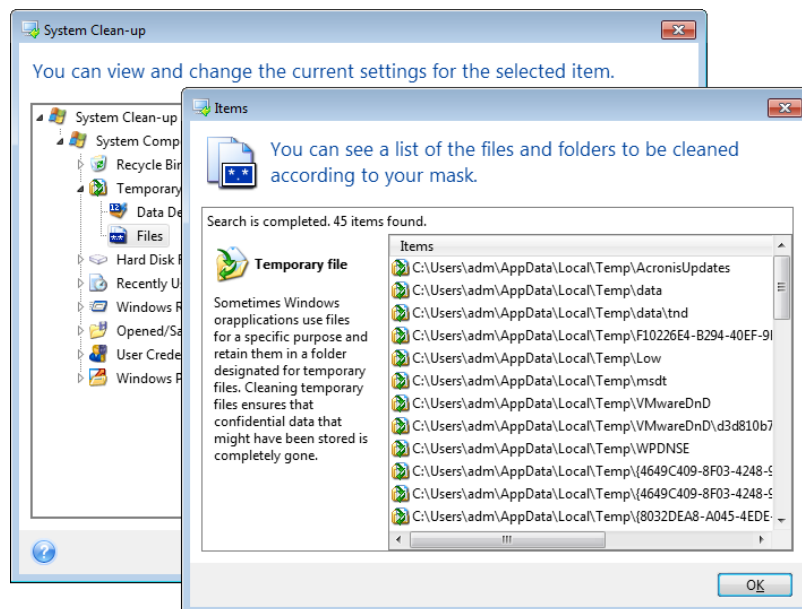 System Clean-up
You can view and change the current settings for the selected item.
System Clean-up
System Comp
Recycle Bin
Temporary
Data De
Files
Hard Disk F
Recently U
Windows R
Opened/Sa
User Crede
Windows P
Items
You can see a list of the files and folders to be cleaned
according to your mask.
Search is completed. 45 items found.
Temporary file
Sometimes Windows
orapplications use files
for a specific purpose and
retain them in a folder
designated for temporary
files. Cleaning temporary
files ensures that
confidential data that
might have been stored is
completely gone.
Items
C:\Users\adm\AppData\Local\Temp\AcronisUpdates
C:\Users\adm\AppData\Local\Temp\data
C:\Users\adm\AppData\Local\Temp\data\tnd
C:\Users\adm\AppData\Local\Temp\F10226E4-B294-40EF-9
C:\Users\adm\AppData\Local\Temp\Low
C:\Users\adm\AppData\Local\Temp\msdt
C:\Users\adm\AppData\Local\Temp\VMwareDnD
C:\Users\adm\AppData\Local\Temp\VMwareDnD\d3d810b7
C:\Users\adm\AppData\Local\Temp\WPDNSE
C:\Users\adm\AppData\Local\Temp\{4649C409-8F03-4248-9
C:\Users\adm\AppData\Local\Temp\{4649C409-8F03-4248-9
C:\Users\adm\AppData\Local\Temp\{8032DEA8-A045-4EDE-
OK